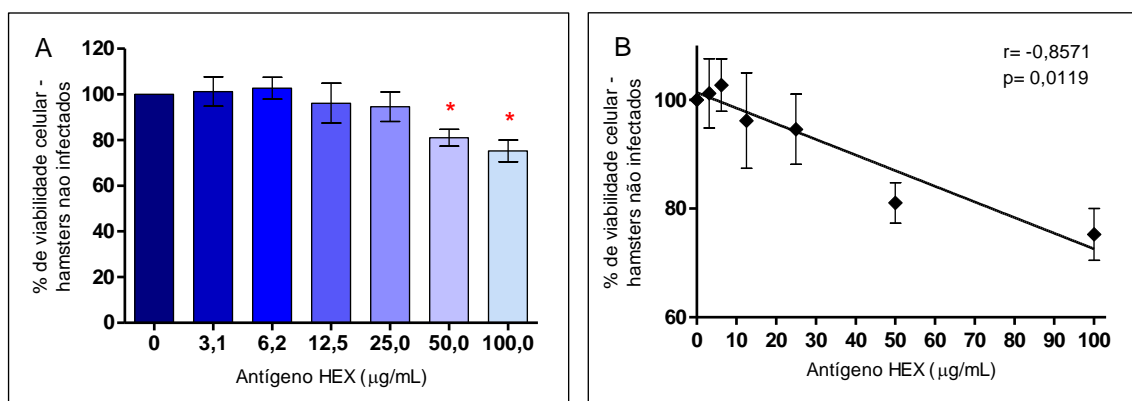 A
% de viabilidade celular -
hamsters nao infectados
120
100
80
60
40
20
0
*
*
0 3,1 6,2 12,5 25,0 50,0 100,0
Antígeno HEX (μg/mL)
B
% de viabilidade celular -
hamsters não infectados
r= -0,8571
p= 0,0119
100
80
60
0 10 20 30 40 50 60 70 80 90 100
Antígeno HEX (μg/mL)